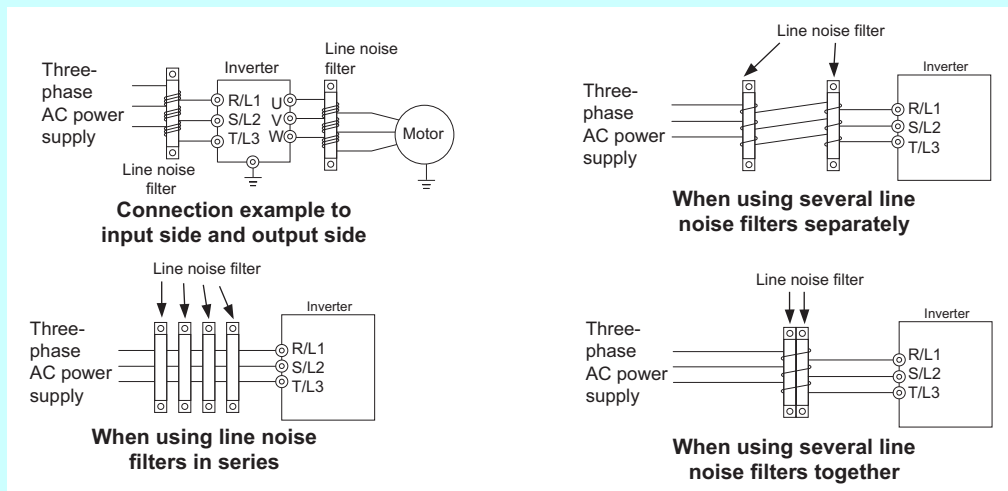 Three-
phase
AC power
supply
Inverter
R/L1
S/L2
T/L3
U
V
W
Line noise
filter
Motor
Line noise
filter
Connection example to
input side and output side
Line noise filter
Three-
phase
AC power
supply
Inverter
R/L1
S/L2
T/L3
When using several line
noise filters separately
Line noise filter
Three-
phase
AC power
supply
Inverter
R/L1
S/L2
T/L3
When using line noise
filters in series
Line noise filter
Three-
phase
AC power
supply
Inverter
R/L1
S/L2
T/L3
When using several line
noise filters together